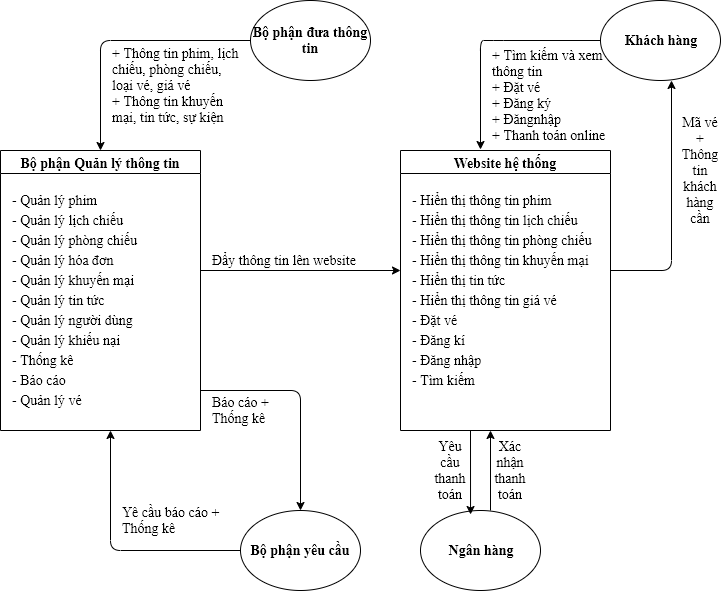 Bộ phận đưa thông
tin
Khách hàng
+ Thông tin phim, lịch
chiếu, phòng chiếu,
loại vé, giá vé
+ Thông tin khuyến
mại, tin tức, sự kiện
+ Tìm kiếm và xem
thông tin
+ Đặt vé
+ Đăng ký
+ Đăngnhập
+ Thanh toán online
Mã vé
+
Thông
tin
khách
hàng
cần
Bộ phận Quản lý thông tin
- Quản lý phim
- Quản lý lịch chiếu
- Quản lý phòng chiếu
- Quản lý hóa đơn
- Quản lý khuyến mại
- Quản lý tin tức
- Quản lý người dùng
- Quản lý khiếu nại
- Thống kê
- Báo cáo
- Quản lý vé
Đẩy thông tin lên website
Website hệ thống
- Hiển thị thông tin phim
- Hiển thị thông tin lịch chiếu
- Hiển thị thông tin phòng chiếu
- Hiển thị thông tin khuyến mại
- Hiển thị tin tức
- Hiển thị thông tin giá vé
- Đặt vé
- Đăng kí
- Đăng nhập
- Tìm kiếm
Báo cáo +
Thống kê
Yê cầu báo cáo +
Thống kê
Bộ phận yêu cầu
Yêu
cầu
thanh
toán
Xác
nhận
thanh
toán
Ngân hàng